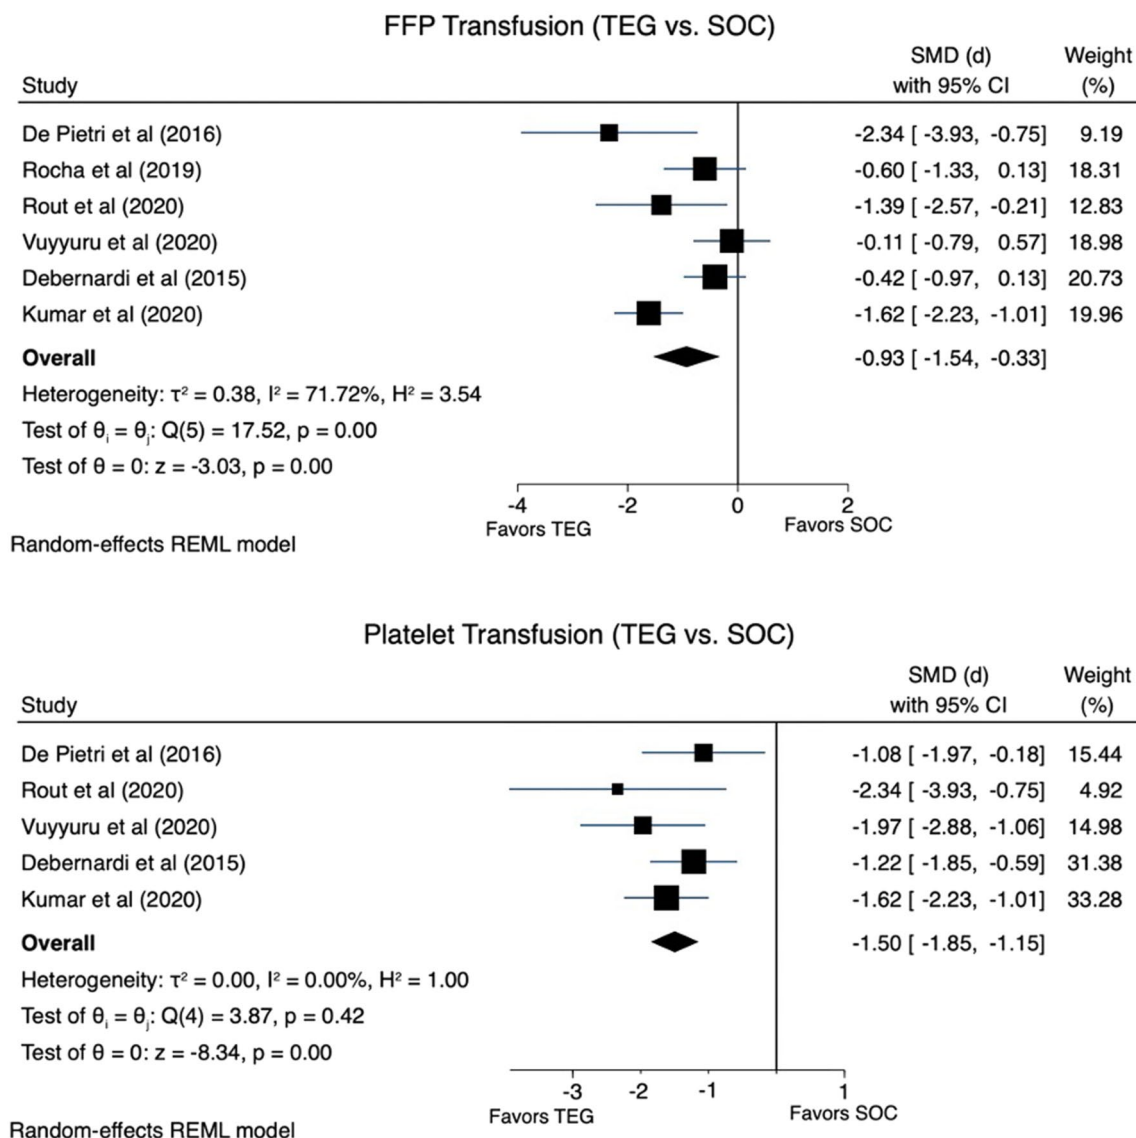 FFP Transfusion (TEG vs. SOC)
SMD (d) Weight
Study with 95% CI (%)
De Pietri et al (2016) -2.34 [ -3.93, -0.75] 9.19
Rocha et al (2019) -0.60 [ -1.33, 0.13] 18.31
Rout et al (2020) -1.39 [ -2.57, -0.21] 12.83
Vuyyuru et al (2020) -0.11 [ -0.79, 0.57] 18.98
Debernardi et al (2015) -0.42 [ -0.97, 0.13] 20.73
Kumar et al (2020) -1.62 [ -2.23, -1.01] 19.96
Overall -0.93 [ -1.54, -0.33]
Heterogeneity: τ² = 0.38, I² = 71.72%, H² = 3.54
Test of θᵢ = θⱼ: Q(5) = 17.52, p = 0.00
Test of θ = 0: z = -3.03, p = 0.00
-4 -2 0 2
Favors TEG Favors SOC
Random-effects REML model
Platelet Transfusion (TEG vs. SOC)
SMD (d) Weight
Study with 95% CI (%)
De Pietri et al (2016) -1.08 [ -1.97, -0.18] 15.44
Rout et al (2020) -2.34 [ -3.93, -0.75] 4.92
Vuyyuru et al (2020) -1.97 [ -2.88, -1.06] 14.98
Debernardi et al (2015) -1.22 [ -1.85, -0.59] 31.38
Kumar et al (2020) -1.62 [ -2.23, -1.01] 33.28
Overall -1.50 [ -1.85, -1.15]
Heterogeneity: τ² = 0.00, I² = 0.00%, H² = 1.00
Test of θᵢ = θⱼ: Q(4) = 3.87, p = 0.42
Test of θ = 0: z = -8.34, p = 0.00
-3 -2 -1 1
Favors TEG Favors SOC
Random-effects REML model